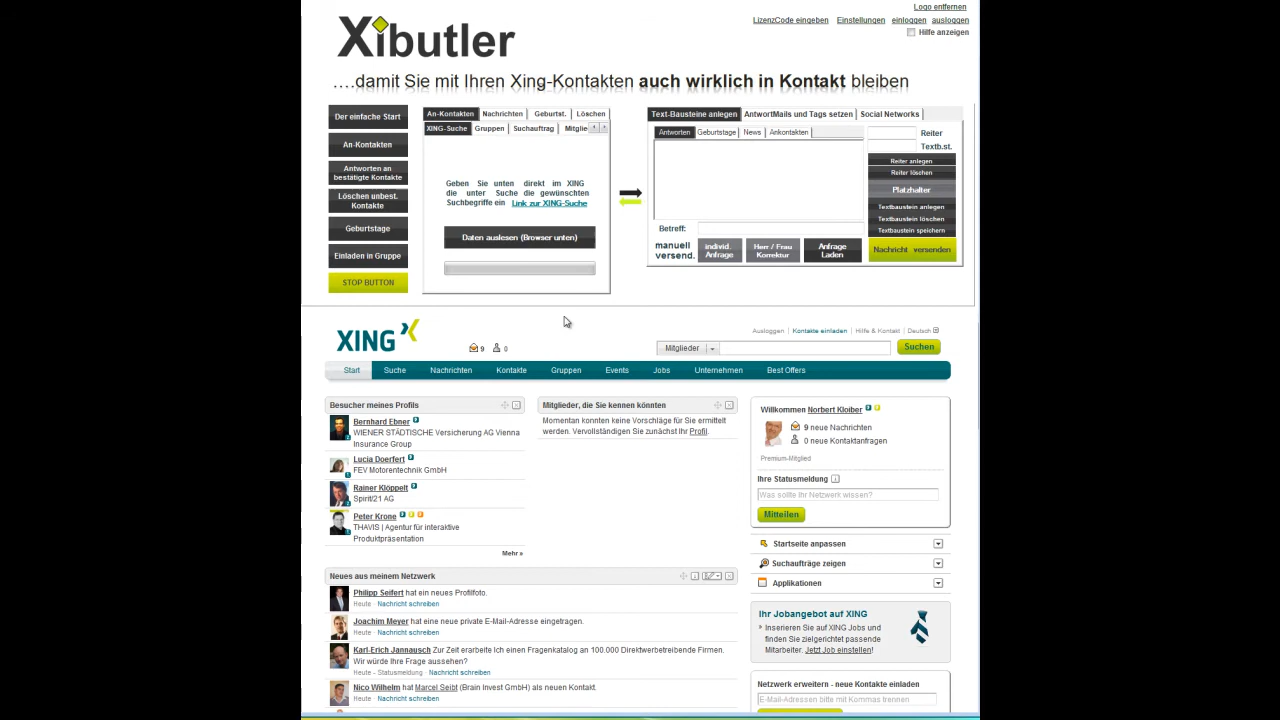 Logo entfernen
Xibutler
LizenzCode eingeben Einstellungen einloggen ausloggen
Hilfe anzeigen
....damit Sie mit Ihren Xing-Kontakten auch wirklich in Kontakt bleiben
Der einfache Start
An-Kontakten
Antworten an
bestätigte Kontakte
Löschen unbest.
Kontakte
Geburtstage
Einladen in Gruppe
STOP BUTTON
An-Kontakten Nachrichten Geburtst. Löschen
XING-Suche Gruppen Suchauftrag Mitglie
Geben Sie unten direkt im XING
die unter Suche die gewünschten
Suchbegriffe ein Link zur XING-Suche
Daten auslesen (Browser unten)
Text-Bausteine anlegen AntwortMails und Tags setzen Social Networks
Antworten Geburtstage News Ankontakten
Reiter
Textb.st.
Reiter anlegen
Reiter löschen
Platzhalter
Textbaustein anlegen
Textbaustein löschen
Textbaustein speichern
Betreff:
manuell
versend.
individ.
Anfrage
Herr / Frau
Korrektur
Anfrage
Laden
Nachricht versenden
XING
9 0
Ausloggen | Kontakte einladen | Hilfe & Kontakt | Deutsch
Mitglieder Suchen
Start Suche Nachrichten Kontakte Gruppen Events Jobs Unternehmen Best Offers
Besucher meines Profils
Bernhard Ebner
WIENER STÄDTISCHE Versicherung AG Vienna
Insurance Group
Lucia Doerfert
FEV Motorentechnik GmbH
Rainer Klöppelt
Spirit/21 AG
Peter Krone
THAVIS | Agentur für interaktive
Produktpräsentation
Mehr »
Mitglieder, die Sie kennen könnten
Momentan konnten keine Vorschläge für Sie ermittelt
werden. Vervollständigen Sie zunächst Ihr Profil.
Willkommen Norbert Kloiber
9 neue Nachrichten
0 neue Kontaktanfragen
Premium-Mitglied
Ihre Statusmeldung
Was sollte Ihr Netzwerk wissen?
Mitteilen
Startseite anpassen
Suchaufträge zeigen
Applikationen
Neues aus meinem Netzwerk
Philipp Seifert hat ein neues Profilfoto.
Heute · Nachricht schreiben
Joachim Meyer hat eine neue private E-Mail-Adresse eingetragen.
Heute · Nachricht schreiben
Karl-Erich Jannausch Zur Zeit erarbeite Ich einen Fragenkatalog an 100.000 Direktwerbetreibende Firmen.
Wir würde Ihre Frage aussehen?
Heute – Statusmeldung · Nachricht schreiben
Nico Wilhelm hat Marcel Seibt (Brain Invest GmbH) als neuen Kontakt.
Heute · Nachricht schreiben
Ihr Jobangebot auf XING
Inserieren Sie auf XING Jobs und
finden Sie zielgerichtet passende
Mitarbeiter. Jetzt Job einstellen!
Netzwerk erweitern - neue Kontakte einladen
E-Mail-Adressen bitte mit Kommas trennen